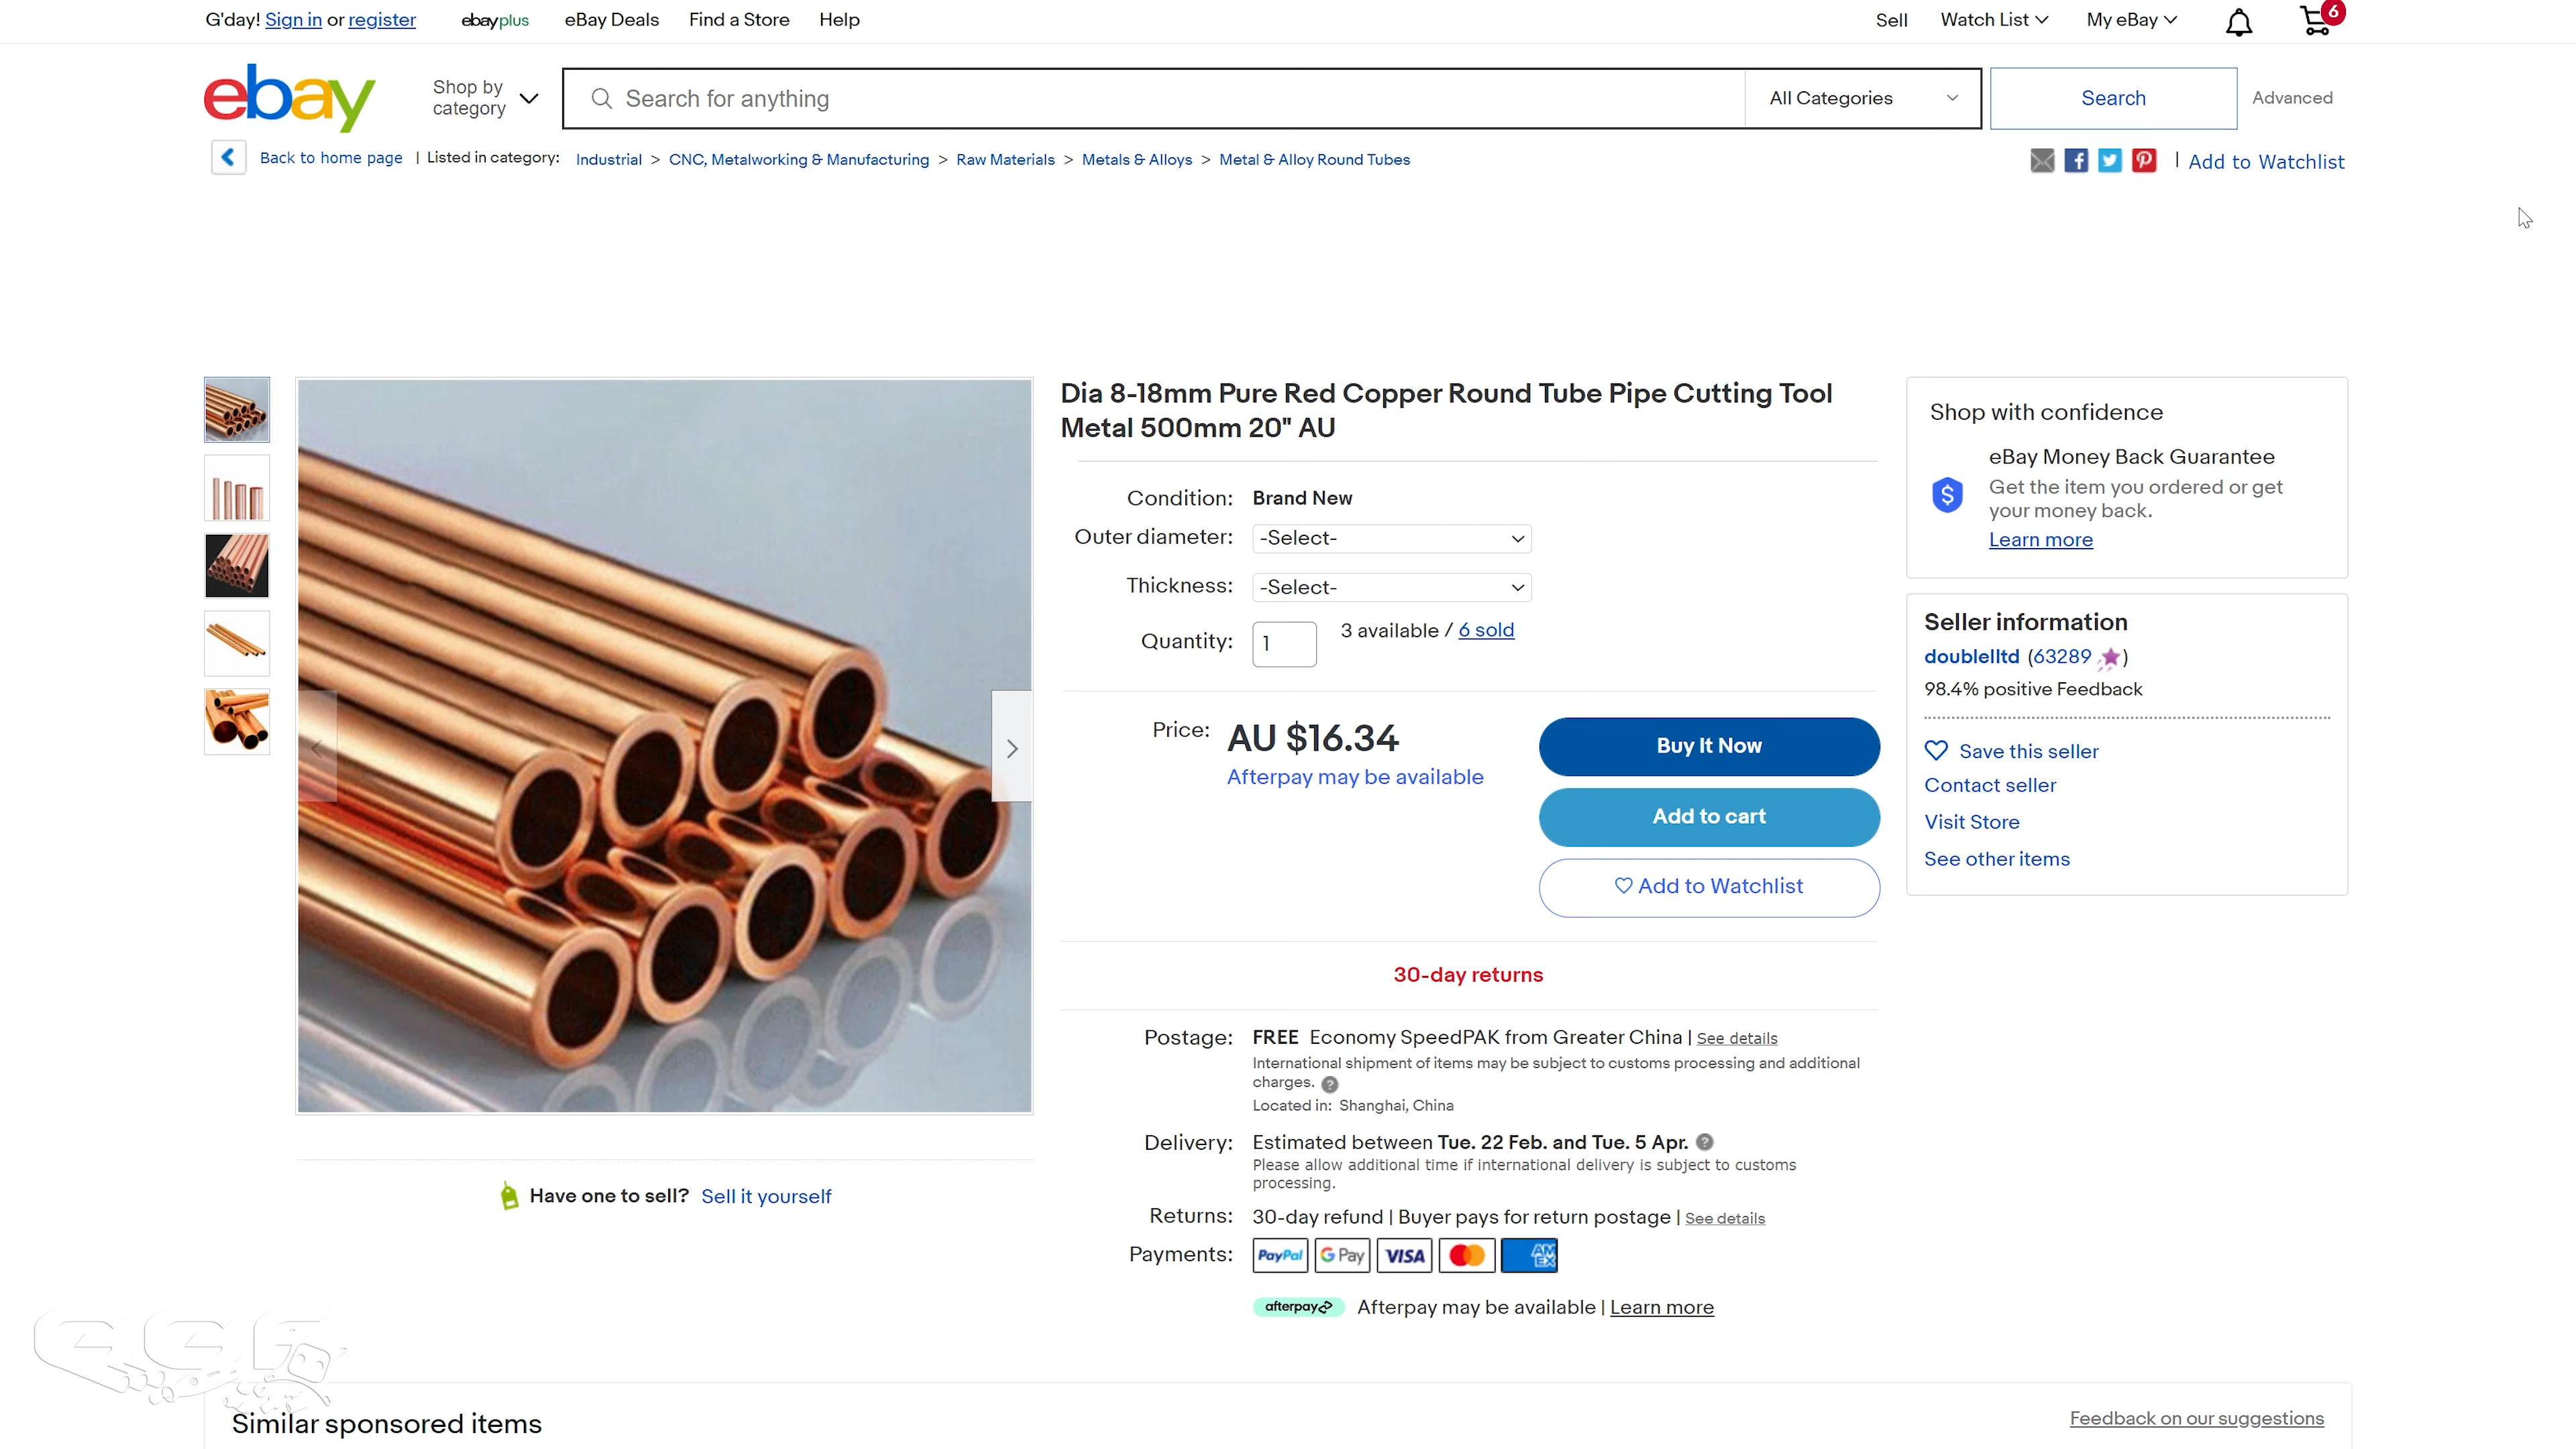 G'day! Sign in or register
ebayplus
eBay Deals
Find a Store
Help
Sell
Watch List
My eBay
6
ebay
Shop by
category
Search for anything
All Categories
Search
Advanced
Back to home page | Listed in category: Industrial > CNC, Metalworking & Manufacturing > Raw Materials > Metals & Alloys > Metal & Alloy Round Tubes
| Add to Watchlist
Dia 8-18mm Pure Red Copper Round Tube Pipe Cutting Tool
Metal 500mm 20" AU
Condition: Brand New
Outer diameter: -Select-
Thickness: -Select-
Quantity: 1 3 available / 6 sold
Price: AU $16.34
Afterpay may be available
Buy It Now
Add to cart
Add to Watchlist
30-day returns
Postage: FREE Economy SpeedPAK from Greater China | See details
International shipment of items may be subject to customs processing and additional
charges. ?
Located in: Shanghai, China
Delivery: Estimated between Tue. 22 Feb. and Tue. 5 Apr. ?
Please allow additional time if international delivery is subject to customs
processing.
Returns: 30-day refund | Buyer pays for return postage | See details
Payments: PayPal G Pay VISA AMEX
afterpay Afterpay may be available | Learn more
Shop with confidence
eBay Money Back Guarantee
$
Get the item you ordered or get
your money back.
Learn more
Seller information
doublelltd (63289)
98.4% positive Feedback
Save this seller
Contact seller
Visit Store
See other items
Have one to sell? Sell it yourself
Similar sponsored items
Feedback on our suggestions